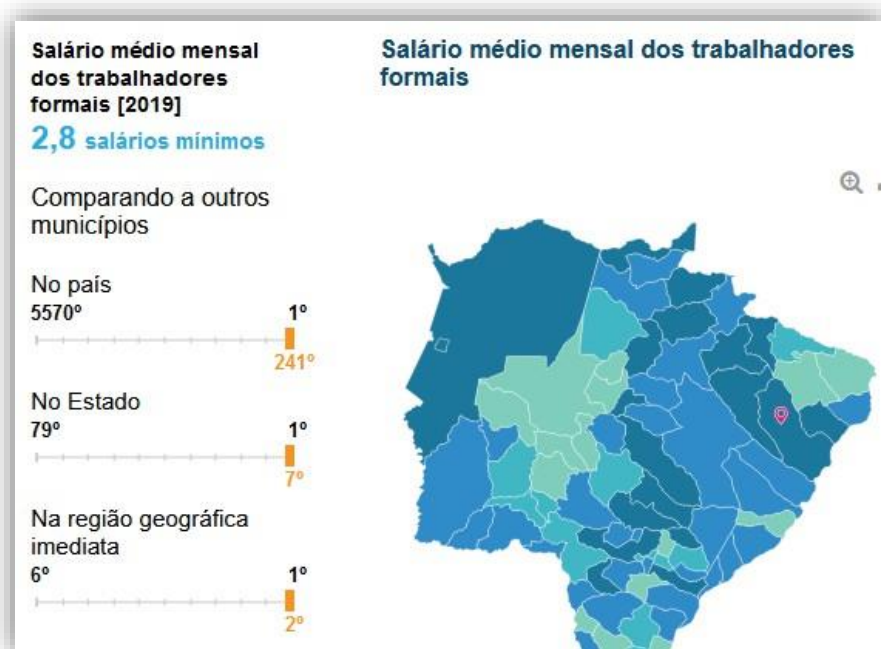 Salário médio mensal
dos trabalhadores
formais [2019]
2,8 salários mínimos
Comparando a outros
municípios
No país
5570º 1º
241º
No Estado
79º 1º
7º
Na região geográfica
imediata
6º 1º
2º
Salário médio mensal dos trabalhadores
formais